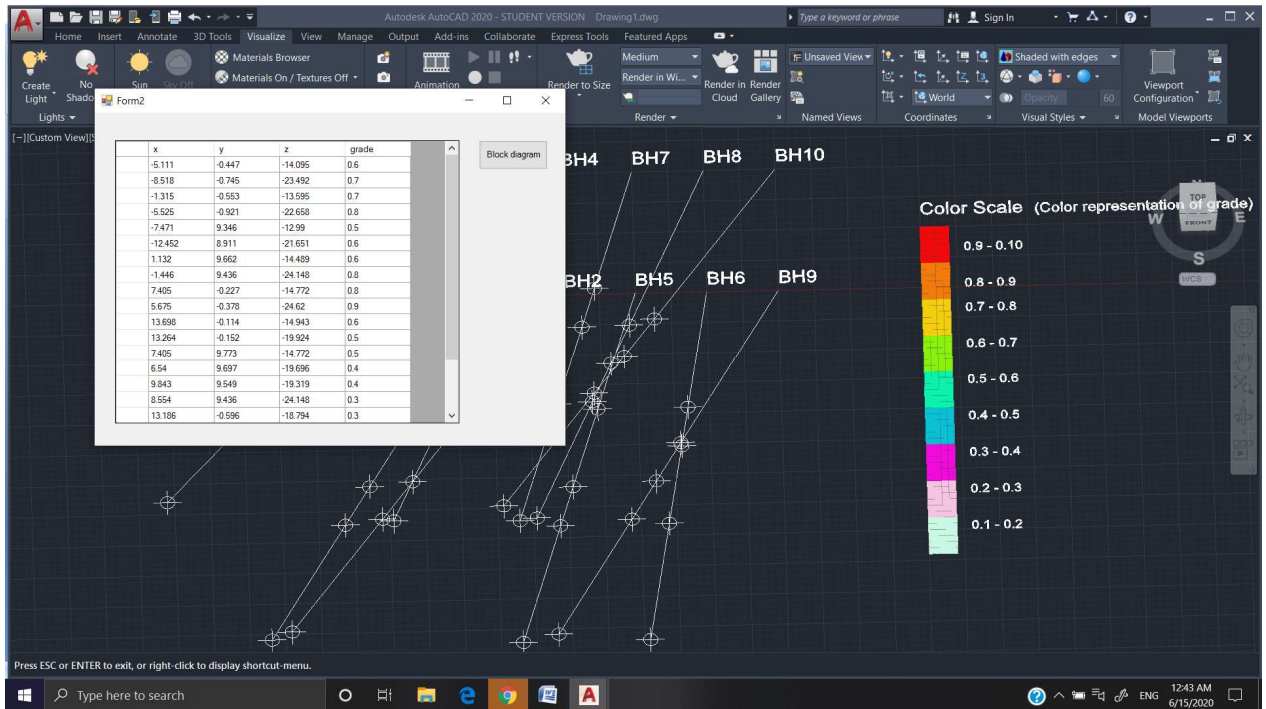 Autodesk AutoCAD 2020 - STUDENT VERSION Drawing1.dwg
Type a keyword or phrase
Sign In
Home Insert Annotate 3D Tools Visualize View Manage Output Add-ins Collaborate Express Tools Featured Apps
Create Light
No
Sun
Sky Off
Materials Browser
Materials On / Textures Off
Animation
Render to Size
Medium
Render in Wi...
Render in Cloud
Render Gallery
Unsaved View
World
Shaded with edges
Opacity 60
Viewport Configuration
Lights
Render
Named Views
Coordinates
Visual Styles
Model Viewports
[-][Custom View]
Form2
x y z grade
-5.111 -0.447 -14.095 0.6
-8.518 -0.745 -23.492 0.7
-1.315 -0.553 -13.595 0.7
-5.525 -0.921 -22.658 0.8
-7.471 9.346 -12.99 0.5
-12.452 8.911 -21.651 0.6
1.132 9.662 -14.489 0.6
-1.446 9.436 -24.148 0.8
7.405 -0.227 -14.772 0.8
5.675 -0.378 -24.62 0.9
13.698 -0.114 -14.943 0.6
13.264 -0.152 -19.924 0.5
7.405 9.773 -14.772 0.5
6.54 9.697 -19.696 0.4
9.843 9.549 -19.319 0.4
8.554 9.436 -24.148 0.3
13.186 -0.596 -18.794 0.3
Block diagram
BH4 BH7 BH8 BH10
BH2 BH5 BH6 BH9
Color Scale (Color representation of grade)
0.9 - 0.10
0.8 - 0.9
0.7 - 0.8
0.6 - 0.7
0.5 - 0.6
0.4 - 0.5
0.3 - 0.4
0.2 - 0.3
0.1 - 0.2
TOP
FRONT
W
E
S
WCS
Press ESC or ENTER to exit, or right-click to display shortcut-menu.
Type here to search
ENG
12:43 AM
6/15/2020